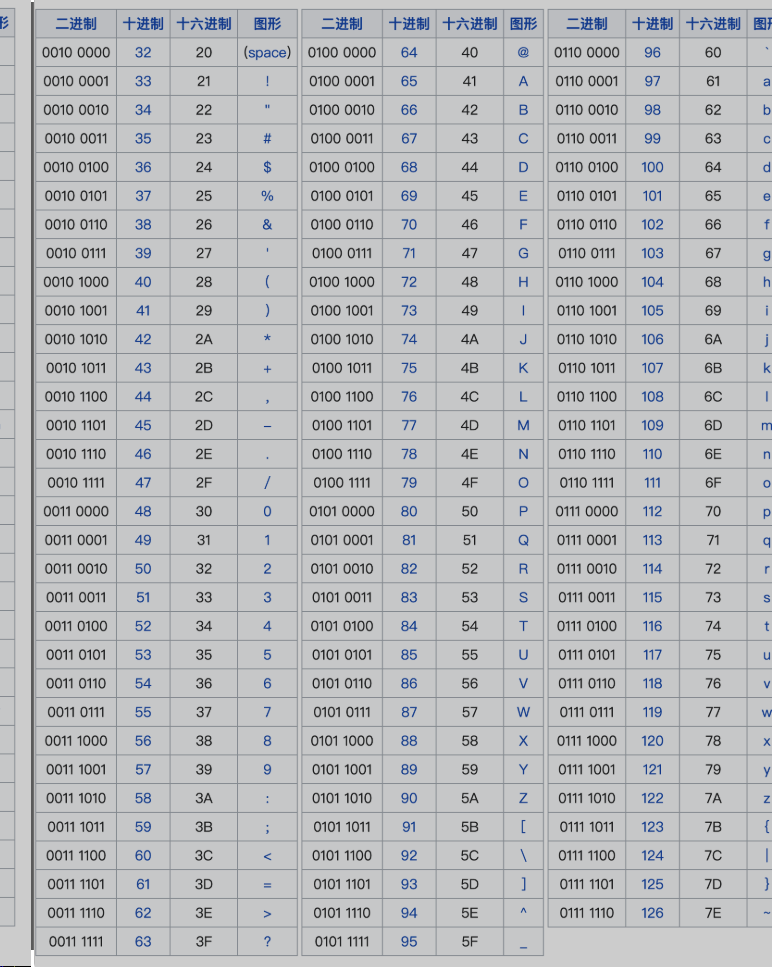 形 二进制 十进制 十六进制 图形 二进制 十进制 十六进制 图形 二进制 十进制 十六进制 图形
0010 0000 32 20 (space) 0100 0000 64 40 @ 0110 0000 96 60 `
0010 0001 33 21 ! 0100 0001 65 41 A 0110 0001 97 61 a
0010 0010 34 22 " 0100 0010 66 42 B 0110 0010 98 62 b
0010 0011 35 23 # 0100 0011 67 43 C 0110 0011 99 63 c
0010 0100 36 24 $ 0100 0100 68 44 D 0110 0100 100 64 d
0010 0101 37 25 % 0100 0101 69 45 E 0110 0101 101 65 e
0010 0110 38 26 & 0100 0110 70 46 F 0110 0110 102 66 f
0010 0111 39 27 ' 0100 0111 71 47 G 0110 0111 103 67 g
0010 1000 40 28 ( 0100 1000 72 48 H 0110 1000 104 68 h
0010 1001 41 29 ) 0100 1001 73 49 I 0110 1001 105 69 i
0010 1010 42 2A * 0100 1010 74 4A J 0110 1010 106 6A j
0010 1011 43 2B + 0100 1011 75 4B K 0110 1011 107 6B k
0010 1100 44 2C , 0100 1100 76 4C L 0110 1100 108 6C l
0010 1101 45 2D – 0100 1101 77 4D M 0110 1101 109 6D m
0010 1110 46 2E . 0100 1110 78 4E N 0110 1110 110 6E n
0010 1111 47 2F / 0100 1111 79 4F O 0110 1111 111 6F o
0011 0000 48 30 0 0101 0000 80 50 P 0111 0000 112 70 p
0011 0001 49 31 1 0101 0001 81 51 Q 0111 0001 113 71 q
0011 0010 50 32 2 0101 0010 82 52 R 0111 0010 114 72 r
0011 0011 51 33 3 0101 0011 83 53 S 0111 0011 115 73 s
0011 0100 52 34 4 0101 0100 84 54 T 0111 0100 116 74 t
0011 0101 53 35 5 0101 0101 85 55 U 0111 0101 117 75 u
0011 0110 54 36 6 0101 0110 86 56 V 0111 0110 118 76 v
0011 0111 55 37 7 0101 0111 87 57 W 0111 0111 119 77 w
0011 1000 56 38 8 0101 1000 88 58 X 0111 1000 120 78 x
0011 1001 57 39 9 0101 1001 89 59 Y 0111 1001 121 79 y
0011 1010 58 3A : 0101 1010 90 5A Z 0111 1010 122 7A z
0011 1011 59 3B ; 0101 1011 91 5B [ 0111 1011 123 7B {
0011 1100 60 3C < 0101 1100 92 5C \ 0111 1100 124 7C |
0011 1101 61 3D = 0101 1101 93 5D ] 0111 1101 125 7D }
0011 1110 62 3E > 0101 1110 94 5E ^ 0111 1110 126 7E ~
0011 1111 63 3F ? 0101 1111 95 5F _